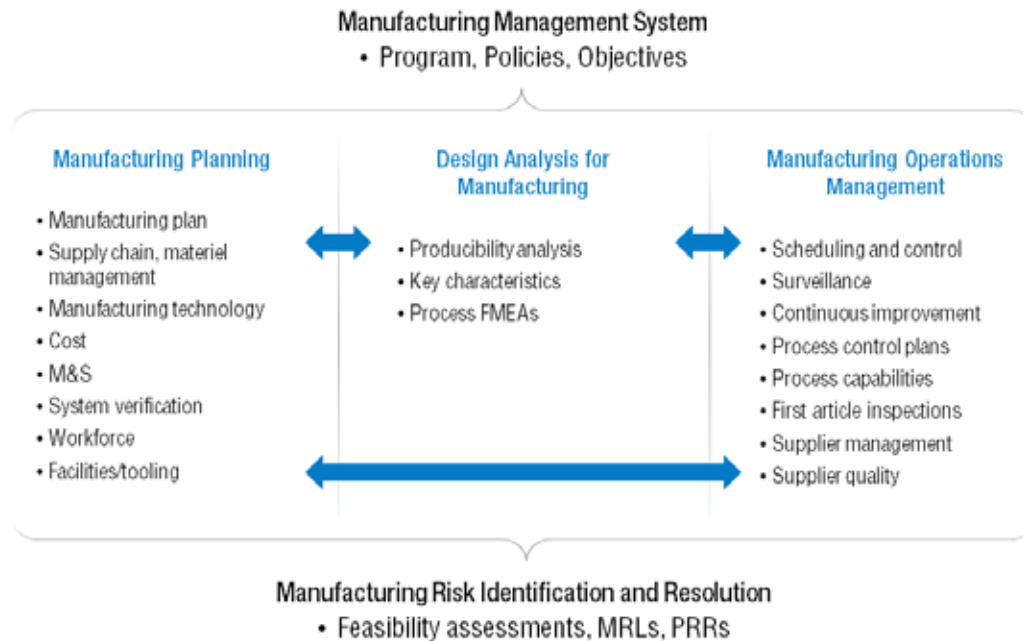 Manufacturing Management System
• Program, Policies, Objectives
Manufacturing Planning
• Manufacturing plan
• Supply chain, materiel
management
• Manufacturing technology
• Cost
• M&S
• System verification
• Workforce
• Facilities/tooling
Design Analysis for
Manufacturing
• Producibility analysis
• Key characteristics
• Process FMEAs
Manufacturing Operations
Management
• Scheduling and control
• Surveillance
• Continuous improvement
• Process control plans
• Process capabilities
• First article inspections
• Supplier management
• Supplier quality
Manufacturing Risk Identification and Resolution
• Feasibility assessments, MRLs, PRRs